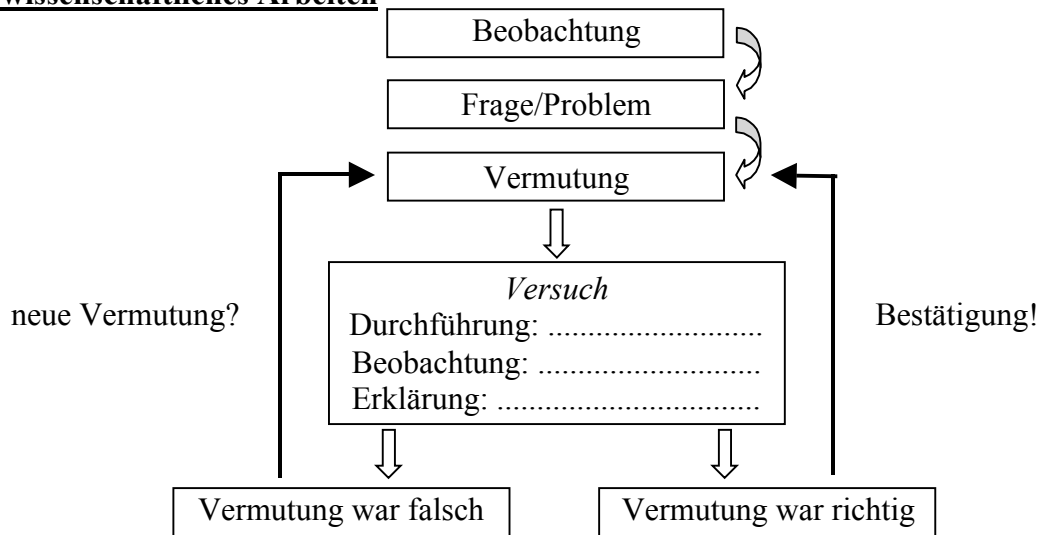 wissenschaftliches Arbeiten
Beobachtung
Frage/Problem
Vermutung
Versuch
neue Vermutung?
Durchführung: ...........................
Beobachtung: ............................
Erklärung: .................................
Bestätigung!
Vermutung war falsch
Vermutung war richtig